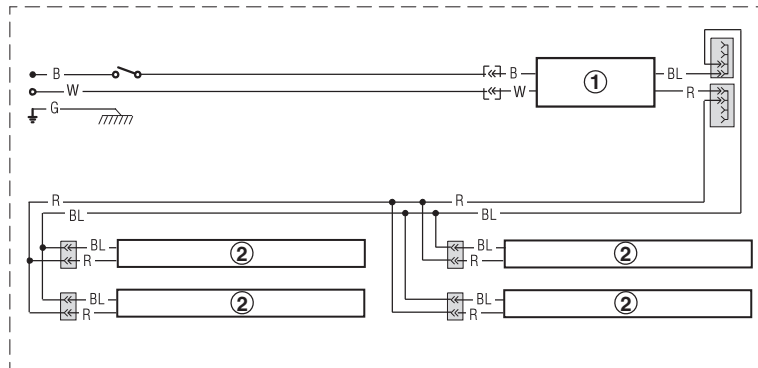 B B BL
W W R
①
G
R R
BL BL
BL ② BL ②
R R
BL ② BL ②
R R